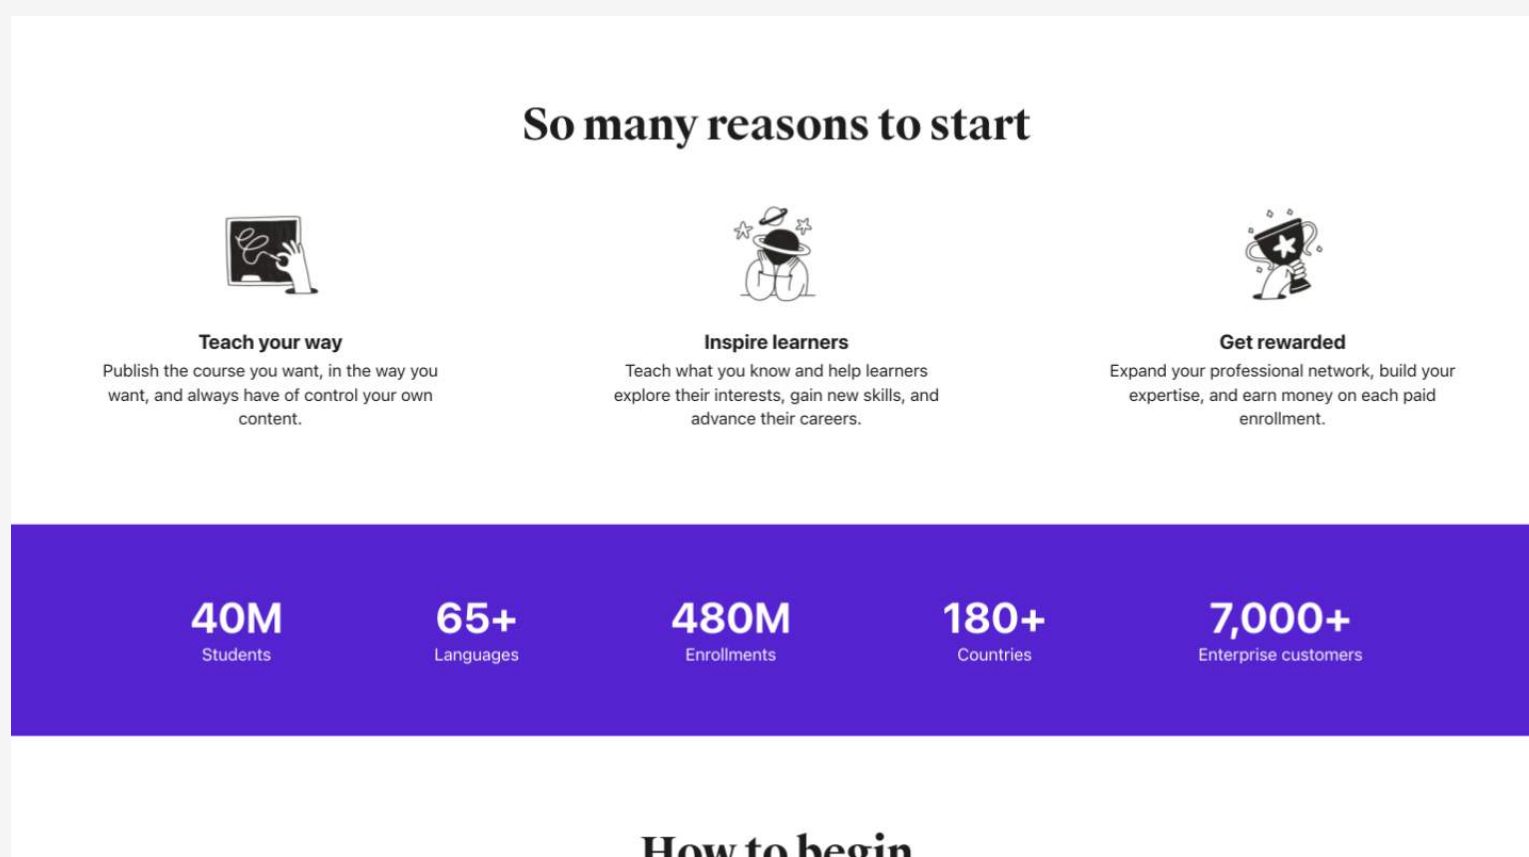 So many reasons to start
Teach your way
Publish the course you want, in the way you
want, and always have of control your own
content.
Inspire learners
Teach what you know and help learners
explore their interests, gain new skills, and
advance their careers.
Get rewarded
Expand your professional network, build your
expertise, and earn money on each paid
enrollment.
40M
Students
65+
Languages
480M
Enrollments
180+
Countries
7,000+
Enterprise customers
How to begin